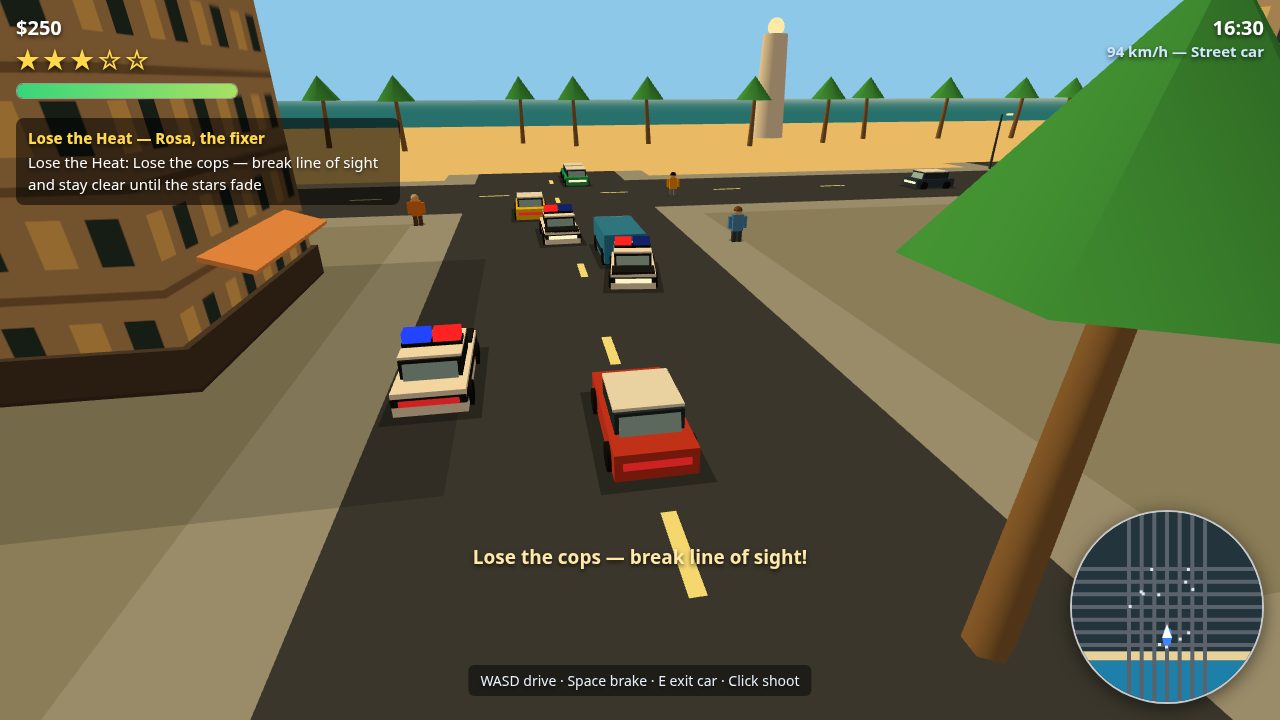 $250
★★★☆☆
16:30
94 km/h — Street car
Lose the Heat — Rosa, the fixer
Lose the Heat: Lose the cops — break line of sight
and stay clear until the stars fade
Lose the cops — break line of sight!
WASD drive · Space brake · E exit car · Click shoot